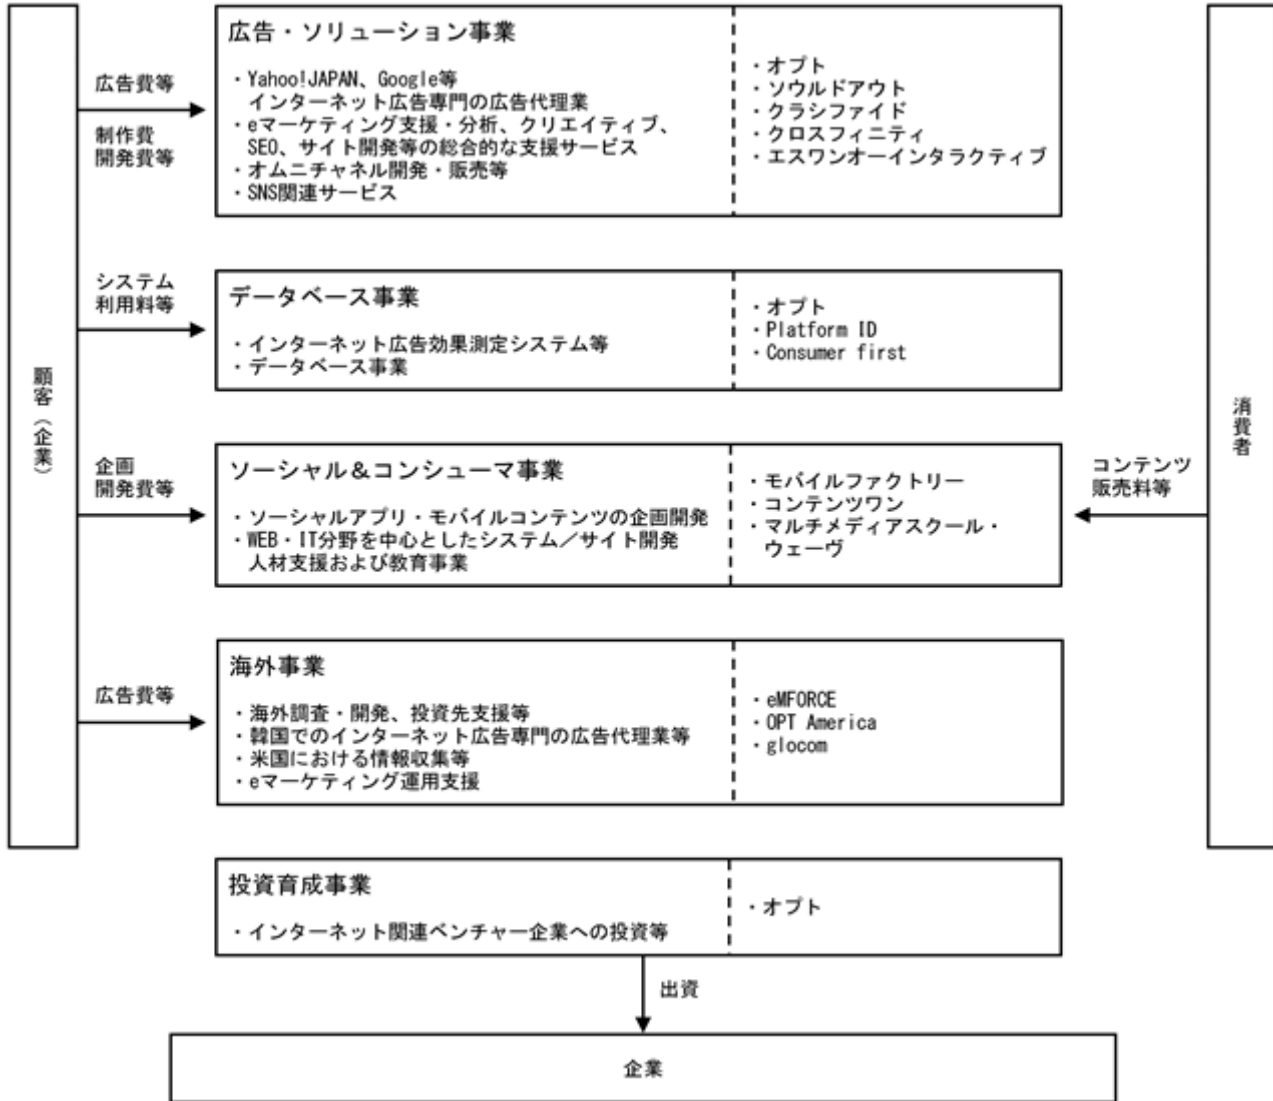 顧客（企業）
広告費等
制作費
開発費等
広告・ソリューション事業
・Yahoo!JAPAN、Google等
インターネット広告専門の広告代理業
・eマーケティング支援・分析、クリエイティブ、
SEO、サイト開発等の総合的な支援サービス
・オムニチャネル開発・販売等
・SNS関連サービス
・オプト
・ソウルドアウト
・クラシファイド
・クロスフィニティ
・エスワンオーインタラクティブ
システム
利用料等
データベース事業
・インターネット広告効果測定システム等
・データベース事業
・オプト
・Platform ID
・Consumer first
企画
開発費等
ソーシャル＆コンシューマ事業
・ソーシャルアプリ・モバイルコンテンツの企画開発
・WEB・IT分野を中心としたシステム／サイト開発
人材支援および教育事業
・モバイルファクトリー
・コンテンツワン
・マルチメディアスクール・
ウェーヴ
コンテンツ
販売料等
消費者
広告費等
海外事業
・海外調査・開発、投資先支援等
・韓国でのインターネット広告専門の広告代理業等
・米国における情報収集等
・eマーケティング運用支援
・eMFORCE
・OPT America
・glocom
投資育成事業
・インターネット関連ベンチャー企業への投資等
・オプト
出資
企業